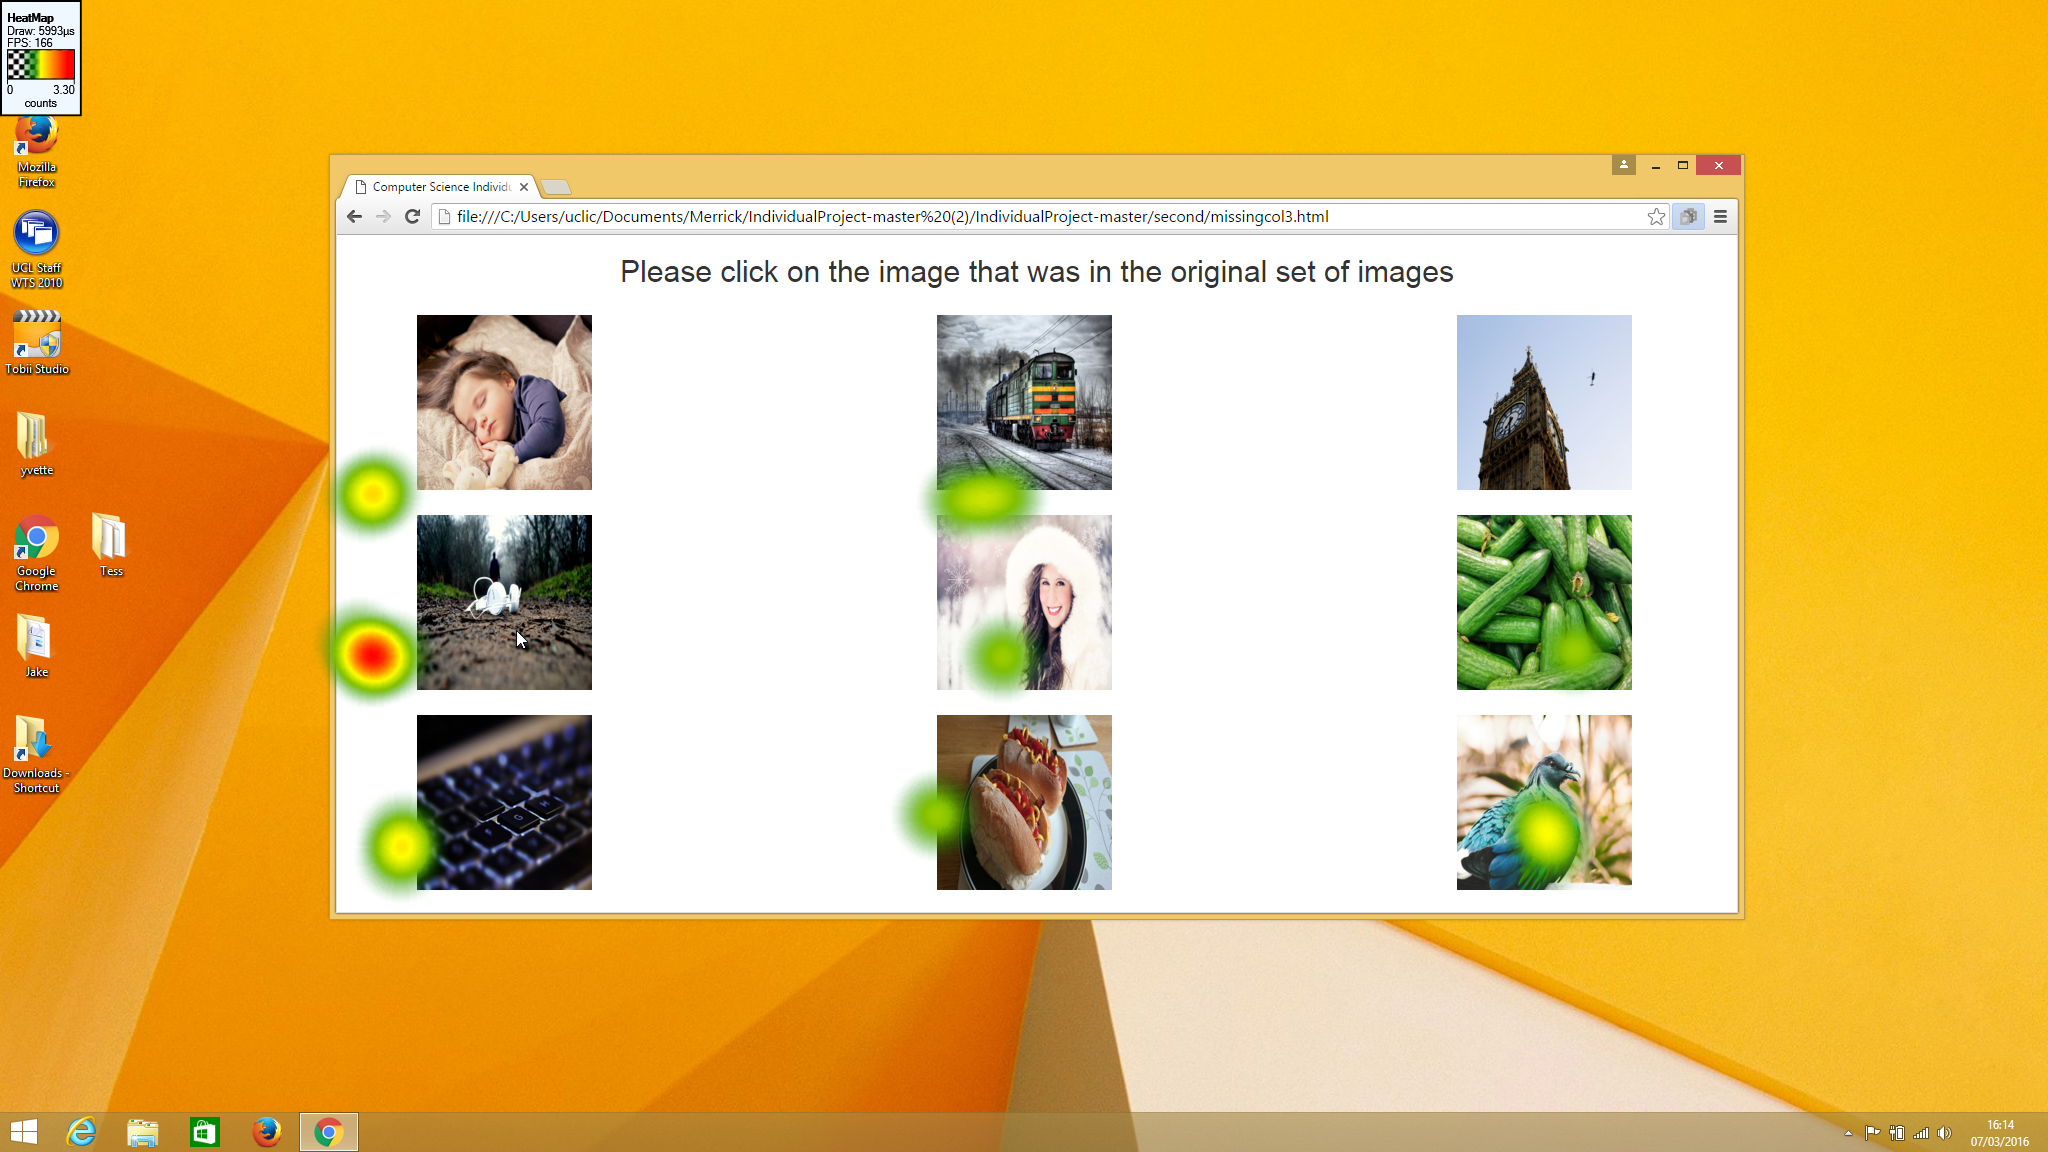 HeatMap
Draw: 5993µs
FPS: 166
0 3.30
counts
Mozilla
Firefox
UCL Staff
WTS 2010
Tobii Studio
yvette
Google
Chrome
Tess
Jake
Downloads -
Shortcut
Computer Science Individu
file:///C:/Users/uclic/Documents/Merrick/IndividualProject-master%20(2)/IndividualProject-master/second/missingcol3.html
Please click on the image that was in the original set of images
16:14
07/03/2016